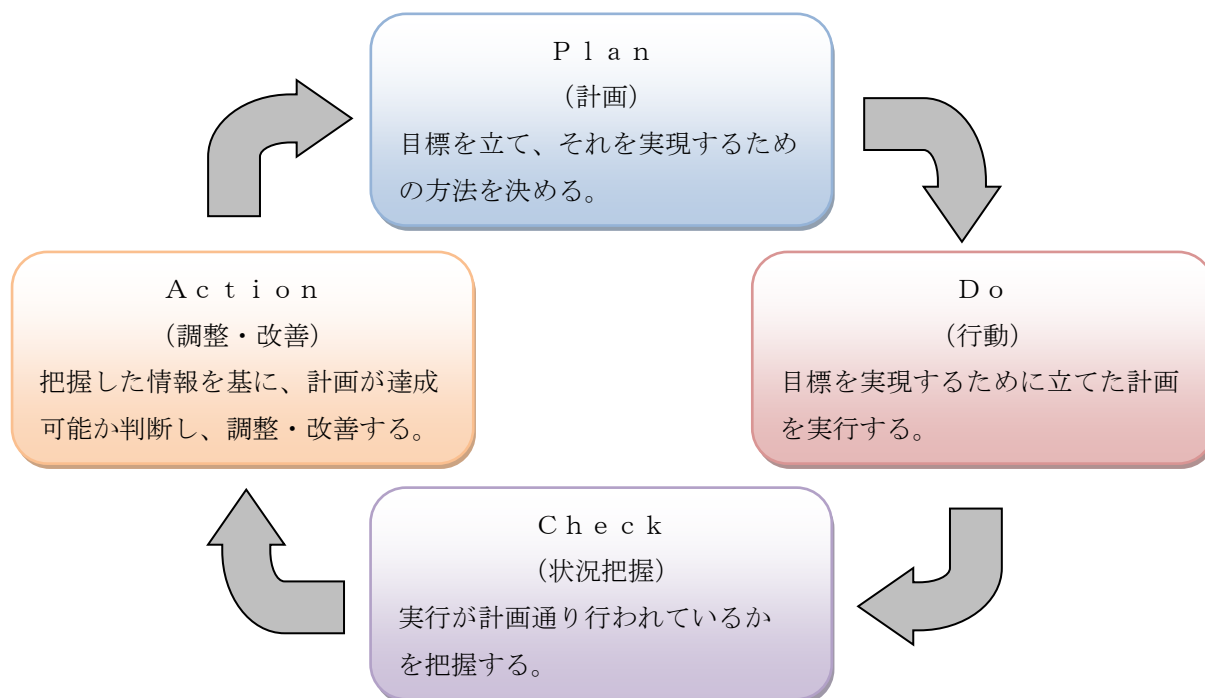 Ｐｌａｎ
（計画）
目標を立て、それを実現するため
の方法を決める。
Ｄｏ
（行動）
目標を実現するために立てた計画
を実行する。
Ｃｈｅｃｋ
（状況把握）
実行が計画通り行われているか
を把握する。
Ａｃｔｉｏｎ
（調整・改善）
把握した情報を基に、計画が達成
可能か判断し、調整・改善する。